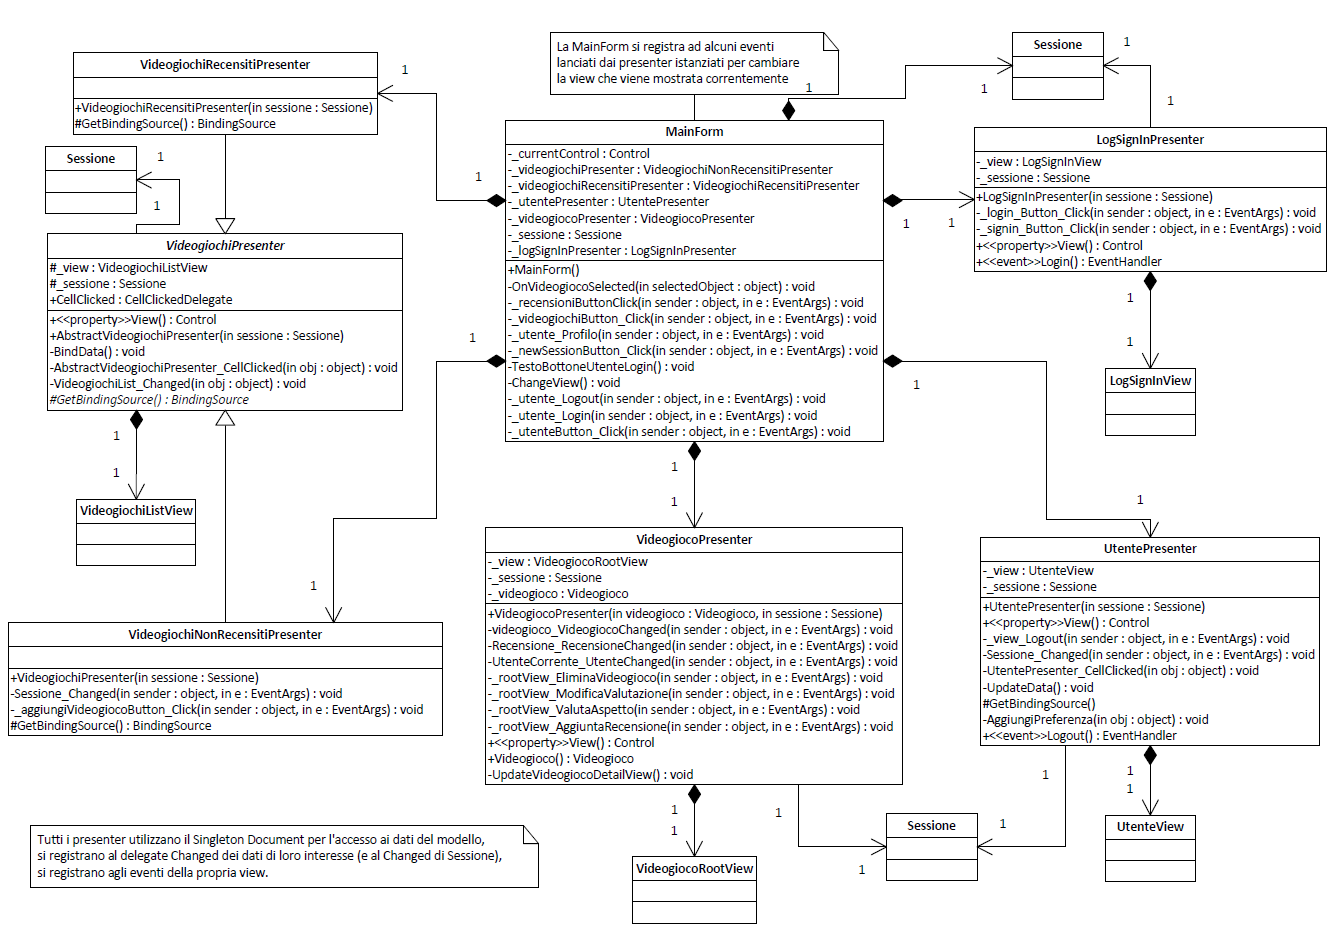 La MainForm si registra ad alcuni eventi
lanciati dai presenter istanziati per cambiare
la view che viene mostrata correntemente
VideogiochiRecensitiPresenter
+VideogiochiRecensitiPresenter(in sessione : Sessione)
#GetBindingSource() : BindingSource
1
1
Sessione
1
1
VideogiochiPresenter
#_view : VideogiochiListView
#_sessione : Sessione
+CellClicked : CellClickedDelegate
+<<property>>View() : Control
+AbstractVideogiochiPresenter(in sessione : Sessione)
-BindData() : void
-AbstractVideogiochiPresenter_CellClicked(in obj : object) : void
-VideogiochiList_Changed(in obj : object) : void
#GetBindingSource() : BindingSource
1
1
VideogiochiListView
VideogiochiNonRecensitiPresenter
+VideogiochiPresenter(in sessione : Sessione)
-Sessione_Changed(in sender : object, in e : EventArgs) : void
-_aggiungiVideogiocoButton_Click(in sender : object, in e : EventArgs) : void
#GetBindingSource() : BindingSource
1
1
MainForm
-_currentControl : Control
-_videogiochiPresenter : VideogiochiNonRecensitiPresenter
-_videogiochiRecensitiPresenter : VideogiochiRecensitiPresenter
-_utentePresenter : UtentePresenter
-_videogiocoPresenter : VideogiocoPresenter
-_sessione : Sessione
-_logSignInPresenter : LogSignInPresenter
+MainForm()
-OnVideogiocoSelected(in selectedObject : object) : void
-_recensioniButtonClick(in sender : object, in e : EventArgs) : void
-_videogiochiButton_Click(in sender : object, in e : EventArgs) : void
-_utente_Profilo(in sender : object, in e : EventArgs) : void
-_newSessionButton_Click(in sender : object, in e : EventArgs) : void
-TestoBottoneUtenteLogin() : void
-ChangeView() : void
-_utente_Logout(in sender : object, in e : EventArgs) : void
-_utente_Login(in sender : object, in e : EventArgs) : void
-_utenteButton_Click(in sender : object, in e : EventArgs) : void
1
1
Sessione
1
1
LogSignInPresenter
-_view : LogSignInView
-_sessione : Sessione
+LogSignInPresenter(in sessione : Sessione)
-_login_Button_Click(in sender : object, in e : EventArgs) : void
-_signin_Button_Click(in sender : object, in e : EventArgs) : void
+<<property>>View() : Control
+<<event>>Login() : EventHandler
1
1
1
1
LogSignInView
1
1
VideogiocoPresenter
-_view : VideogiocoRootView
-_sessione : Sessione
-_videogioco : Videogioco
+VideogiocoPresenter(in videogioco : Videogioco, in sessione : Sessione)
-videogioco_VideogiocoChanged(in sender : object, in e : EventArgs) : void
-Recensione_RecensioneChanged(in sender : object, in e : EventArgs) : void
-UtenteCorrente_UtenteChanged(in sender : object, in e : EventArgs) : void
-_rootView_EliminaVideogioco(in sender : object, in e : EventArgs) : void
-_rootView_ModificaValutazione(in sender : object, in e : EventArgs) : void
-_rootView_ValutaAspetto(in sender : object, in e : EventArgs) : void
-_rootView_AggiuntaRecensione(in sender : object, in e : EventArgs) : void
+<<property>>View() : Control
+Videogioco() : Videogioco
-UpdateVideogiocoDetailView() : void
1
1
VideogiocoRootView
1
1
UtentePresenter
-_view : UtenteView
-_sessione : Sessione
+UtentePresenter(in sessione : Sessione)
+<<property>>View() : Control
-_view_Logout(in sender : object, in e : EventArgs) : void
-Sessione_Changed(in sender : object, in e : EventArgs) : void
-UtentePresenter_CellClicked(in obj : object) : void
-UpdateData() : void
#GetBindingSource()
-AggiungiPreferenza(in obj : object) : void
+<<event>>Logout() : EventHandler
1
1
UtenteView
1
1
Sessione
1
1
Tutti i presenter utilizzano il Singleton Document per l'accesso ai dati del modello,
si registrano al delegate Changed dei dati di loro interesse (e al Changed di Sessione),
si registrano agli eventi della propria view.